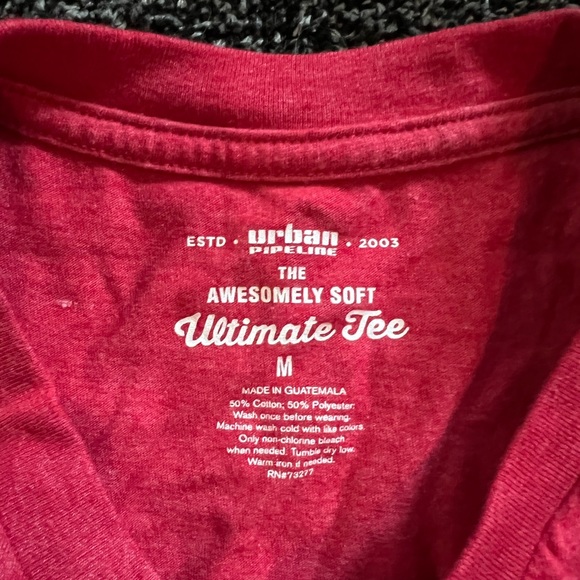 ESTD • urban • 2003
PIPELINE
THE
AWESOMELY SOFT
Ultimate Tee
M
MADE IN GUATEMALA
50% Cotton; 50% Polyester.
Wash once before wearing.
Machine wash cold with like colors.
Only non-chlorine bleach
when needed. Tumble dry low.
Warm iron if needed.
RN#73277